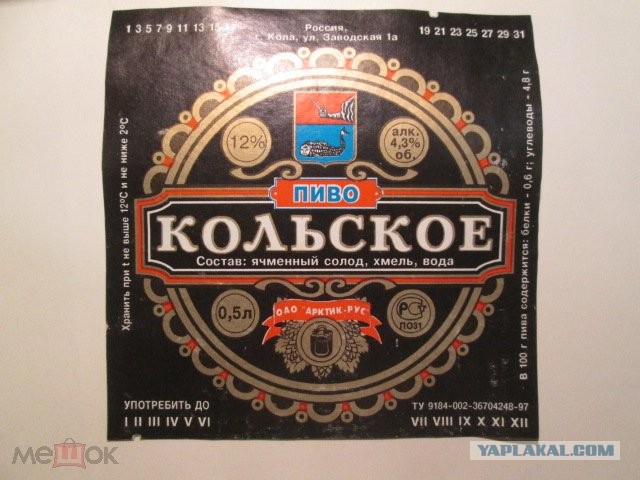 1 3 5 7 9 11 13 15
Россия,
г. Кола, ул. Заводская 1а
19 21 23 25 27 29 31
12%
алк.
4,3%
об.
ПИВО
КОЛЬСКОЕ
Состав: ячменный солод, хмель, вода
0,5л
ОАО "АРКТИК-РУС"
РСТ
ПО31
Хранить при t не выше 12°С и не ниже 2°С
В 100 г пива содержится: белки - 0,6 г; углеводы - 4,8 г
УПОТРЕБИТЬ ДО
I II III IV V VI
ТУ 9184-002-36704248-97
VII VIII IX X XI XII
мешок
YAPLAKAL.COM